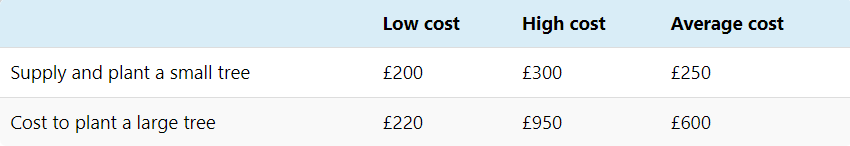 Low cost High cost Average cost
Supply and plant a small tree £200 £300 £250
Cost to plant a large tree £220 £950 £600